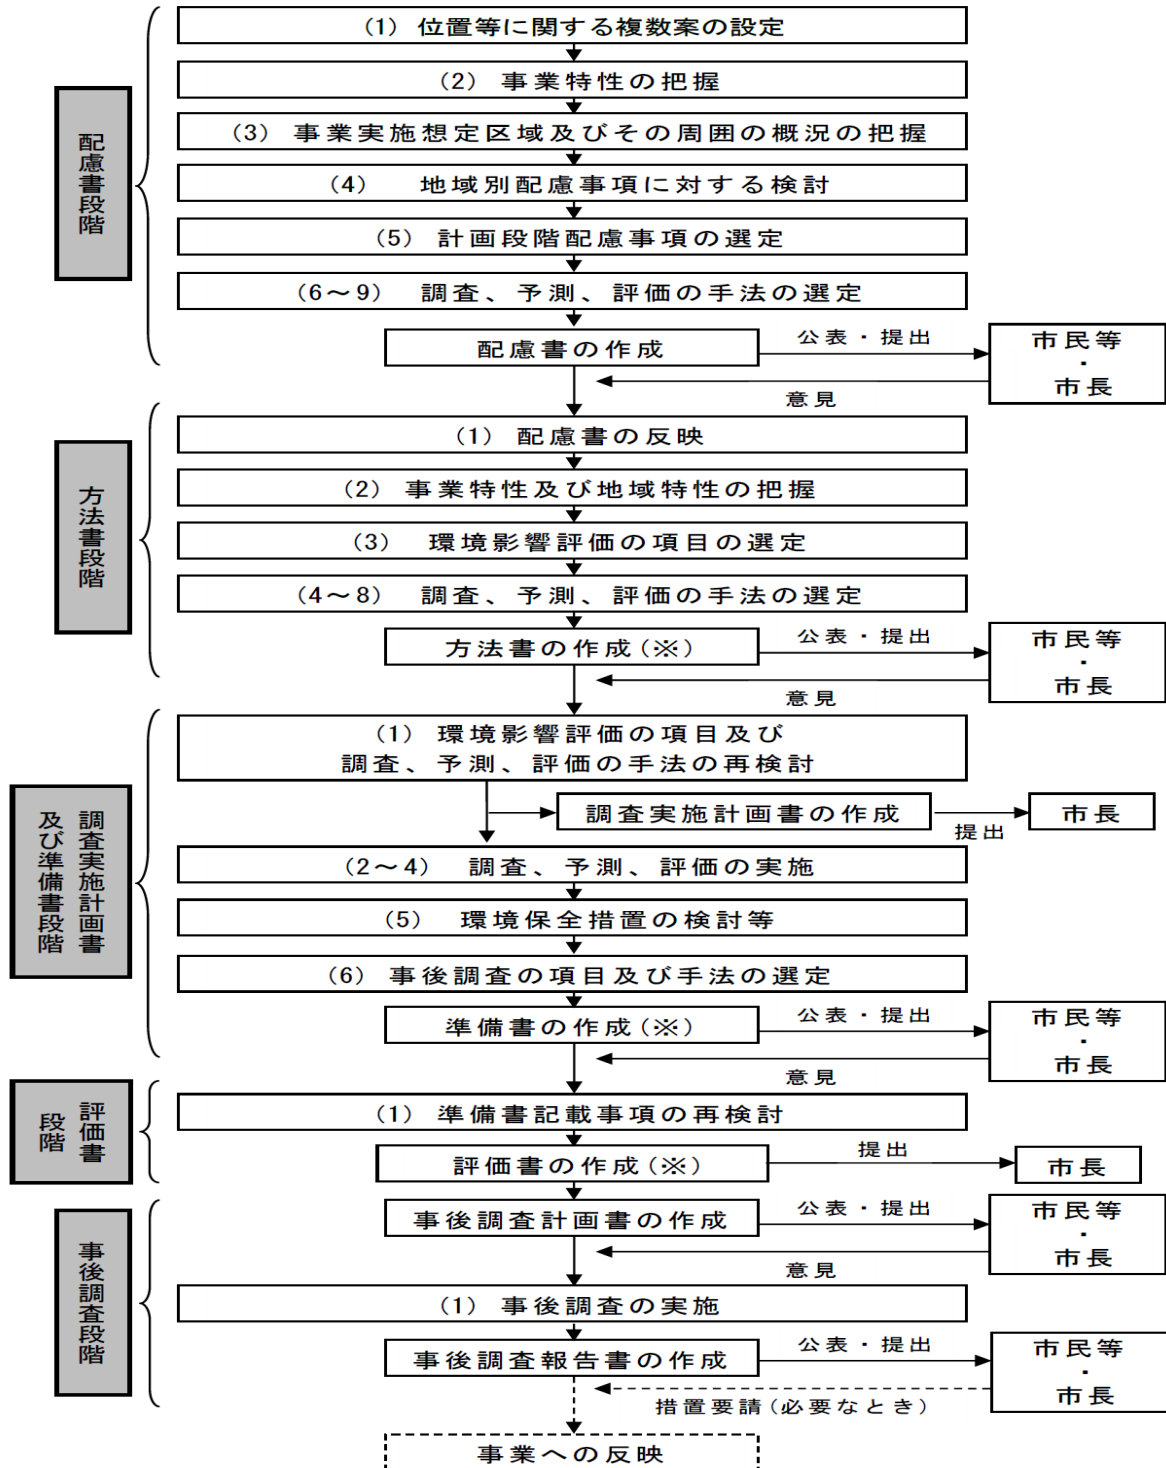 配慮書段階
(1) 位置等に関する複数案の設定
(2) 事業特性の把握
(3) 事業実施想定区域及びその周囲の概況の把握
(4) 地域別配慮事項に対する検討
(5) 計画段階配慮事項の選定
(6～9) 調査、予測、評価の手法の選定
配慮書の作成
公表・提出
市民等
・
市長
意見
方法書段階
(1) 配慮書の反映
(2) 事業特性及び地域特性の把握
(3) 環境影響評価の項目の選定
(4～8) 調査、予測、評価の手法の選定
方法書の作成(※)
公表・提出
市民等
・
市長
意見
調査実施計画書
及び準備書段階
(1) 環境影響評価の項目及び
調査、予測、評価の手法の再検討
調査実施計画書の作成
提出
市長
(2～4) 調査、予測、評価の実施
(5) 環境保全措置の検討等
(6) 事後調査の項目及び手法の選定
準備書の作成(※)
公表・提出
市民等
・
市長
意見
評価書
段階
(1) 準備書記載事項の再検討
評価書の作成(※)
提出
市長
事後調査段階
事後調査計画書の作成
公表・提出
市民等
・
市長
意見
(1) 事後調査の実施
事後調査報告書の作成
公表・提出
市民等
・
市長
措置要請(必要なとき)
事業への反映